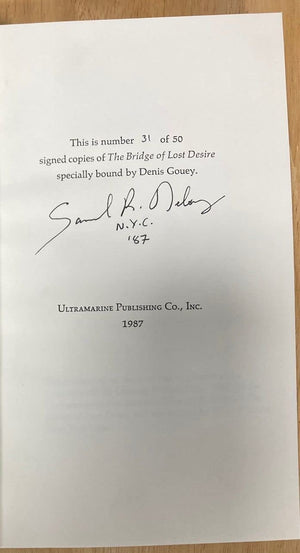 This is number 31 of 50
signed copies of The Bridge of Lost Desire
specially bound by Denis Gouey.
Samuel R. Delany
N.Y.C.
'87
ULTRAMARINE PUBLISHING CO., INC.
1987